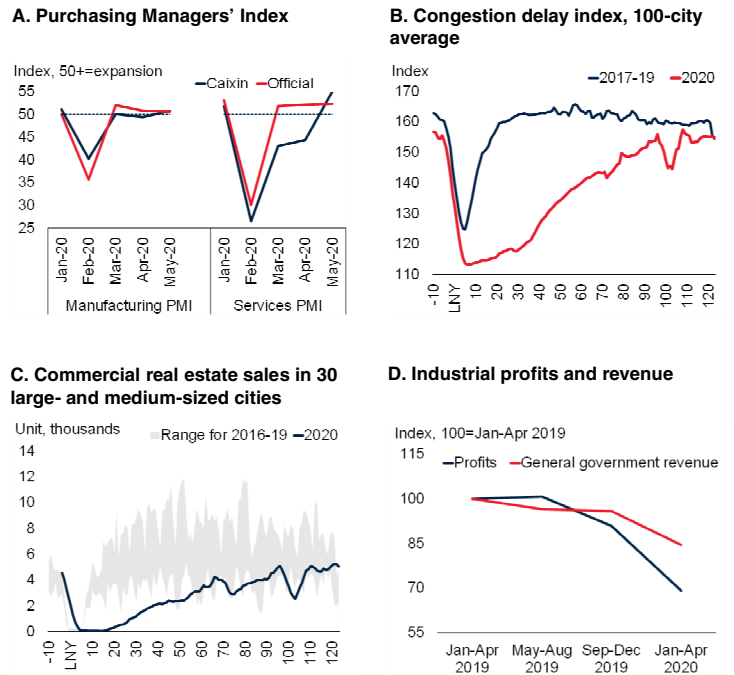 A. Purchasing Managers’ Index
Index, 50+=expansion
Caixin Official
55
50
45
40
35
30
25
Jan-20
Feb-20
Mar-20
Apr-20
May-20
Jan-20
Feb-20
Mar-20
Apr-20
May-20
Manufacturing PMI Services PMI
B. Congestion delay index, 100-city
average
Index
2017-19 2020
170
160
150
140
130
120
110
-10
LNY
10
20
30
40
50
60
70
80
90
100
110
120
C. Commercial real estate sales in 30
large- and medium-sized cities
Unit, thousands
Range for 2016-19 2020
14
12
10
8
6
4
2
0
-10
LNY
10
20
30
40
50
60
70
80
90
100
110
120
D. Industrial profits and revenue
Index, 100=Jan-Apr 2019
115
Profits General government revenue
100
85
70
55
Jan-Apr May-Aug Sep-Dec Jan-Apr
2019 2019 2019 2020